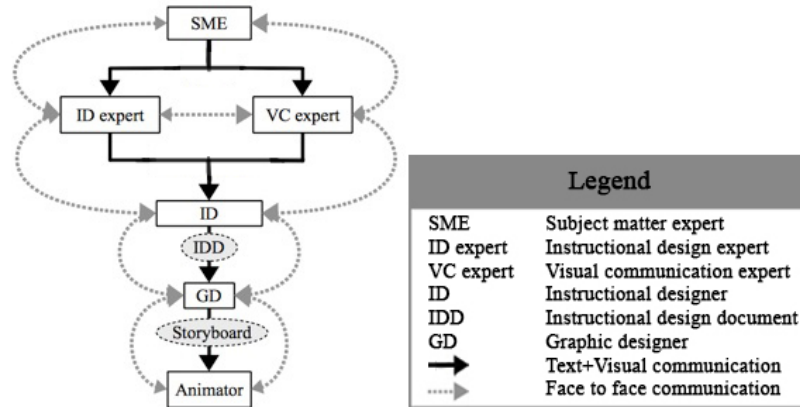 SME
ID expert
VC expert
ID
IDD
GD
Storyboard
Animator
Legend
SME Subject matter expert
ID expert Instructional design expert
VC expert Visual communication expert
ID Instructional designer
IDD Instructional design document
GD Graphic designer
Text+Visual communication
Face to face communication